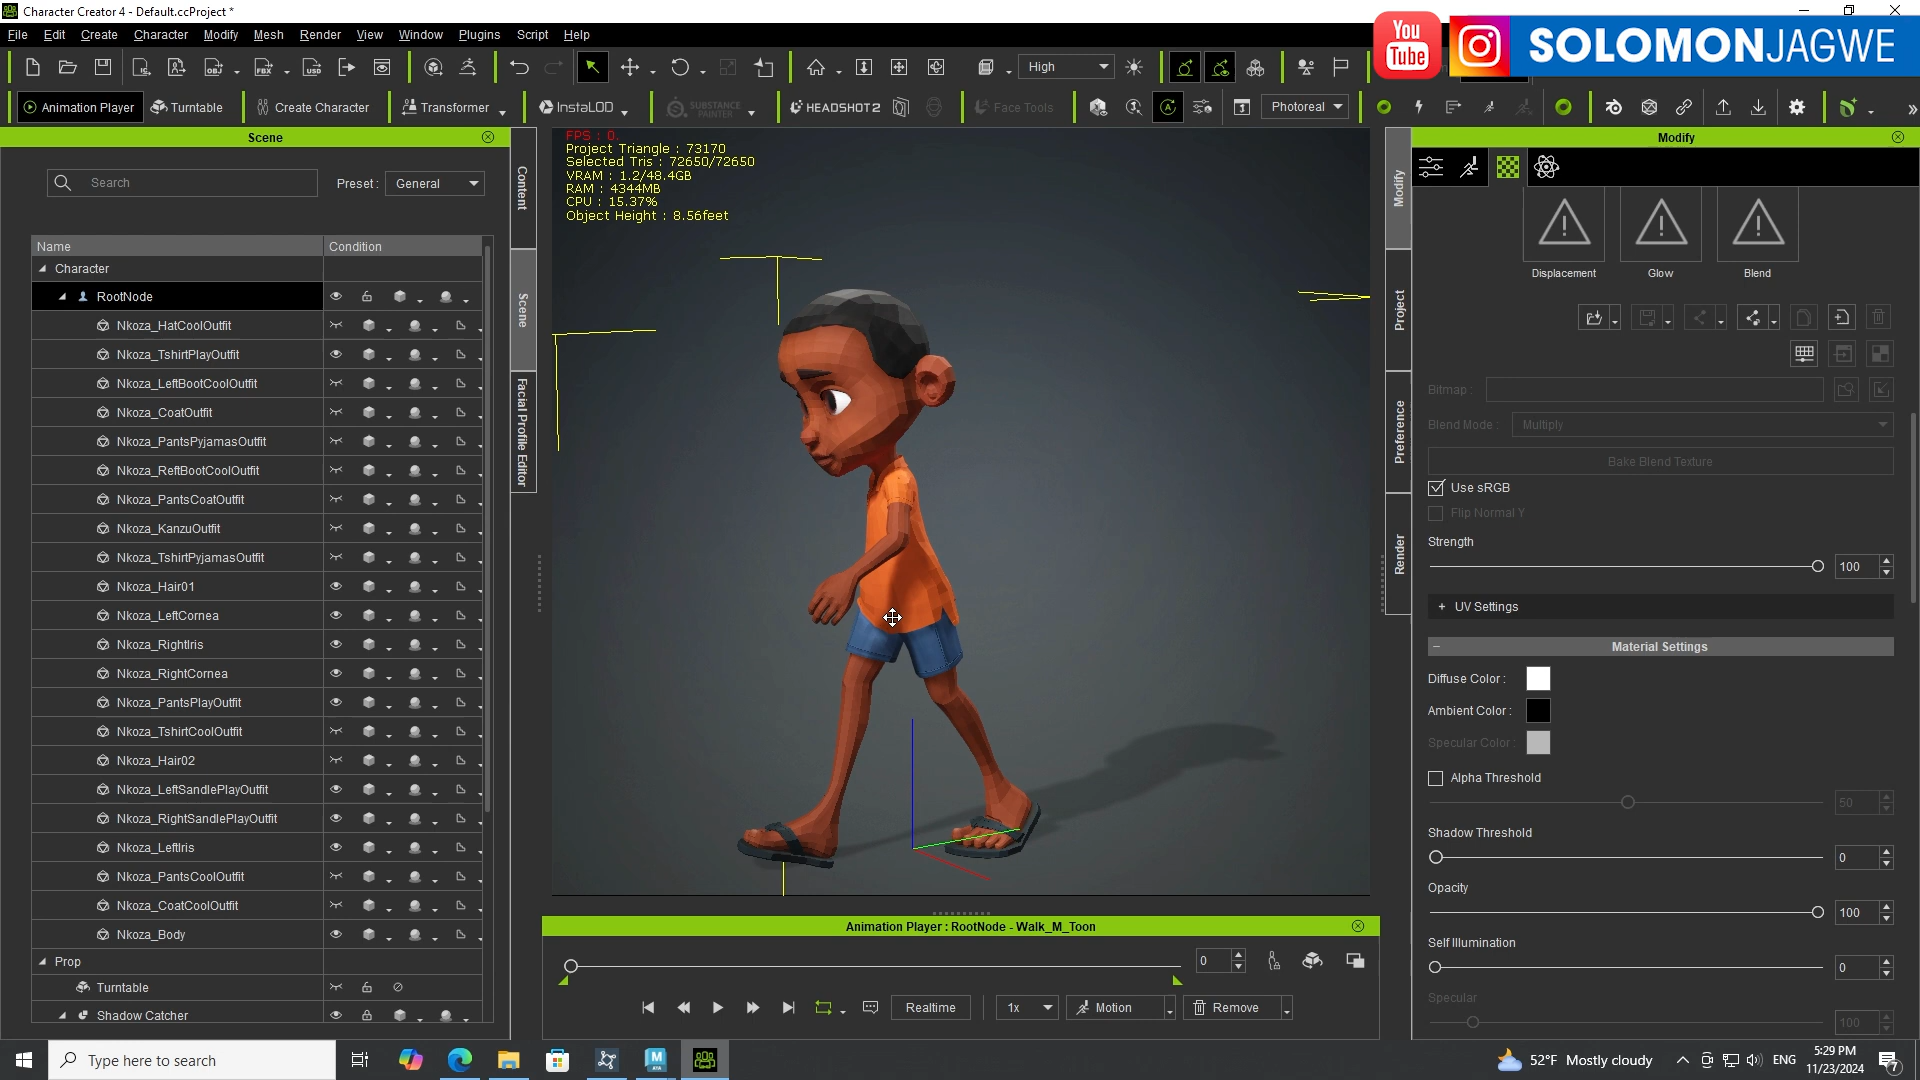 Character Creator 4 - Default.ccProject *
File Edit Create Character Modify Mesh Render View Window Plugins Script Help
You Tube
SOLOMONJAGWE
High
Animation Player Turntable Create Character Transformer InstaLOD SUBSTANCE PAINTER HEADSHOT 2 Face Tools Photoreal
Scene
Search
Preset : General
Name Condition
Character
RootNode
Nkoza_HatCoolOutfit
Nkoza_TshirtPlayOutfit
Nkoza_LeftBootCoolOutfit
Nkoza_CoatOutfit
Nkoza_PantsPyjamasOutfit
Nkoza_ReftBootCoolOutfit
Nkoza_PantsCoatOutfit
Nkoza_KanzuOutfit
Nkoza_TshirtPyjamasOutfit
Nkoza_Hair01
Nkoza_LeftCornea
Nkoza_RightIris
Nkoza_RightCornea
Nkoza_PantsPlayOutfit
Nkoza_TshirtCoolOutfit
Nkoza_Hair02
Nkoza_LeftSandlePlayOutfit
Nkoza_RightSandlePlayOutfit
Nkoza_LeftIris
Nkoza_PantsCoolOutfit
Nkoza_CoatCoolOutfit
Nkoza_Body
Prop
Turntable
Shadow Catcher
Content
Scene
Facial Profile Editor
FPS : 0.
Project Triangle : 73170
Selected Tris : 72650/72650
VRAM : 1.2/48.4GB
RAM : 4344MB
CPU : 15.37%
Object Height : 8.56feet
Animation Player : RootNode - Walk_M_Toon
0
Realtime 1x Motion Remove
Modify
Project
Preference
Render
Modify
Displacement Glow Blend
Bitmap :
Blend Mode : Multiply
Bake Blend Texture
Use sRGB
Flip Normal Y
Strength
100
+ UV Settings
Material Settings
Diffuse Color :
Ambient Color :
Specular Color :
Alpha Threshold
50
Shadow Threshold
0
Opacity
100
Self Illumination
0
Specular
100
Type here to search
52°F Mostly cloudy
ENG
5:29 PM
11/23/2024
7